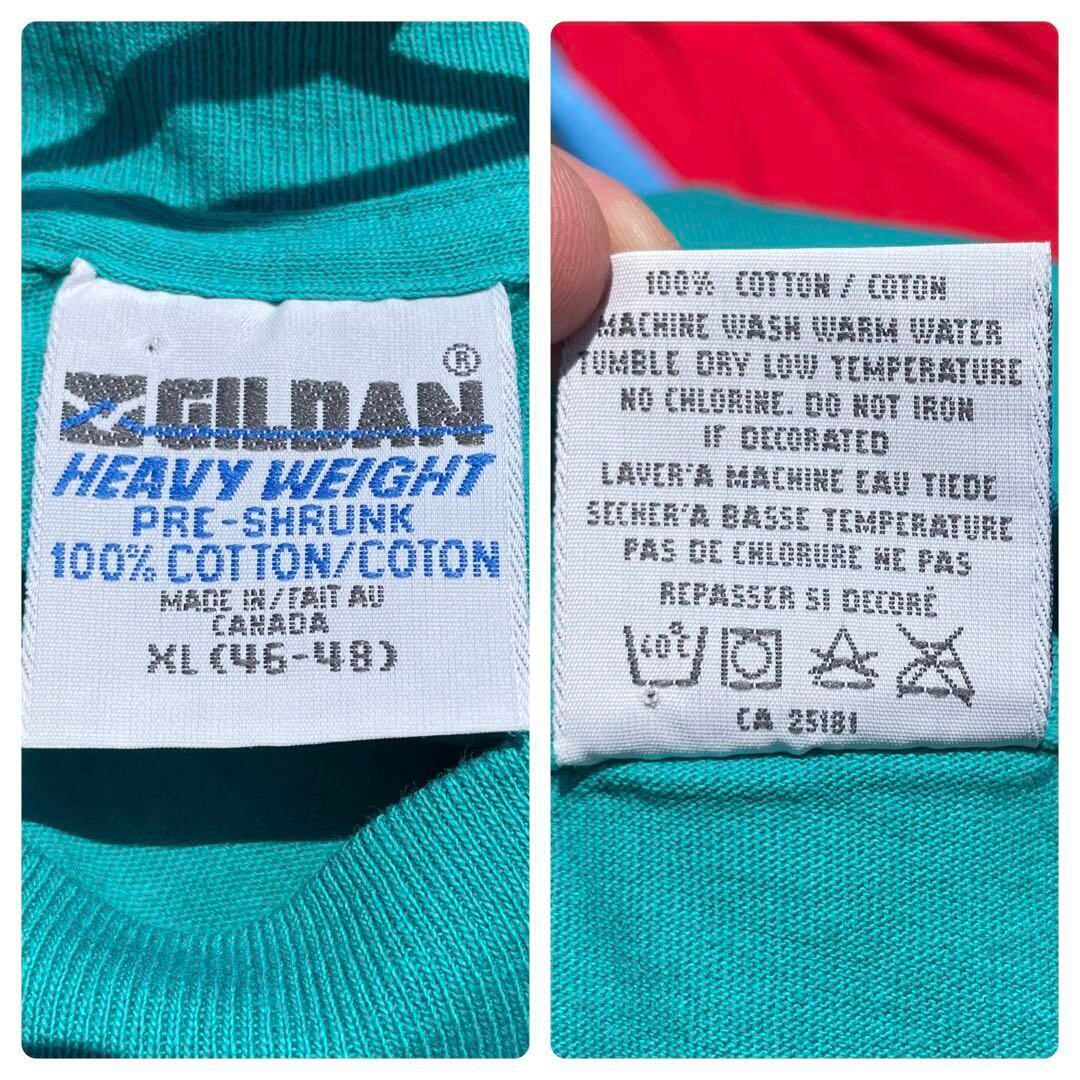 GILDAN®
HEAVY WEIGHT
PRE-SHRUNK
100% COTTON/COTON
MADE IN/FAIT AU
CANADA
XL (46-48)
100% COTTON / COTON
MACHINE WASH WARM WATER
TUMBLE DRY LOW TEMPERATURE
NO CHLORINE. DO NOT IRON
IF DECORATED
LAVER'A MACHINE EAU TIEDE
SECHER'A BASSE TEMPERATURE
PAS DE CHLORURE NE PAS
REPASSER SI DECORÉ
40°C
CA 25181